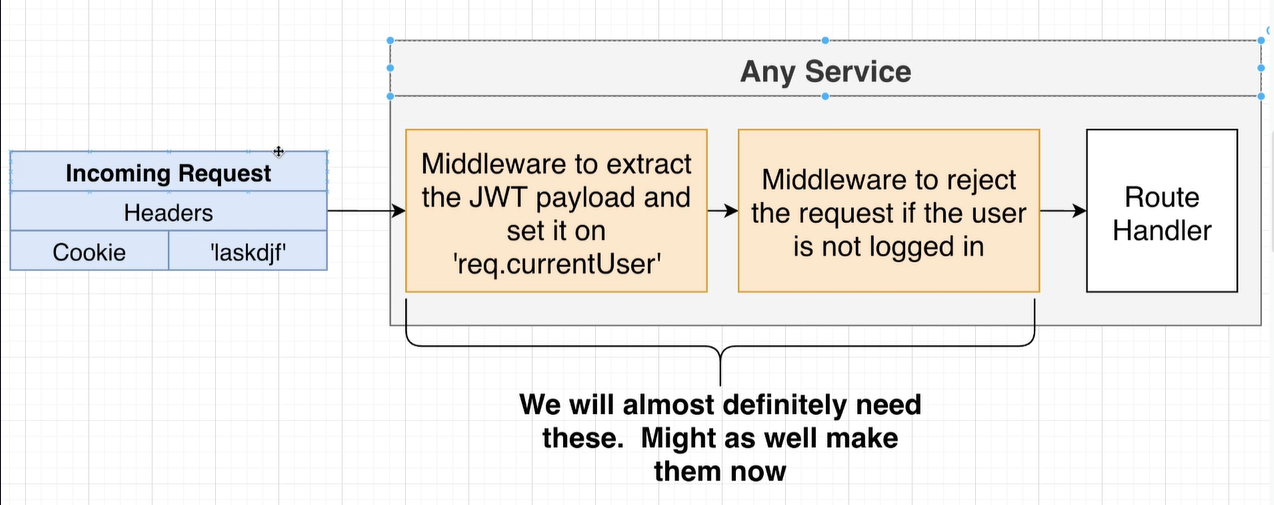 Any Service
Incoming Request
Headers
Cookie
'laskdjf'
Middleware to extract
the JWT payload and
set it on
'req.currentUser'
Middleware to reject
the request if the user
is not logged in
Route
Handler
We will almost definitely need
these.  Might as well make
them now